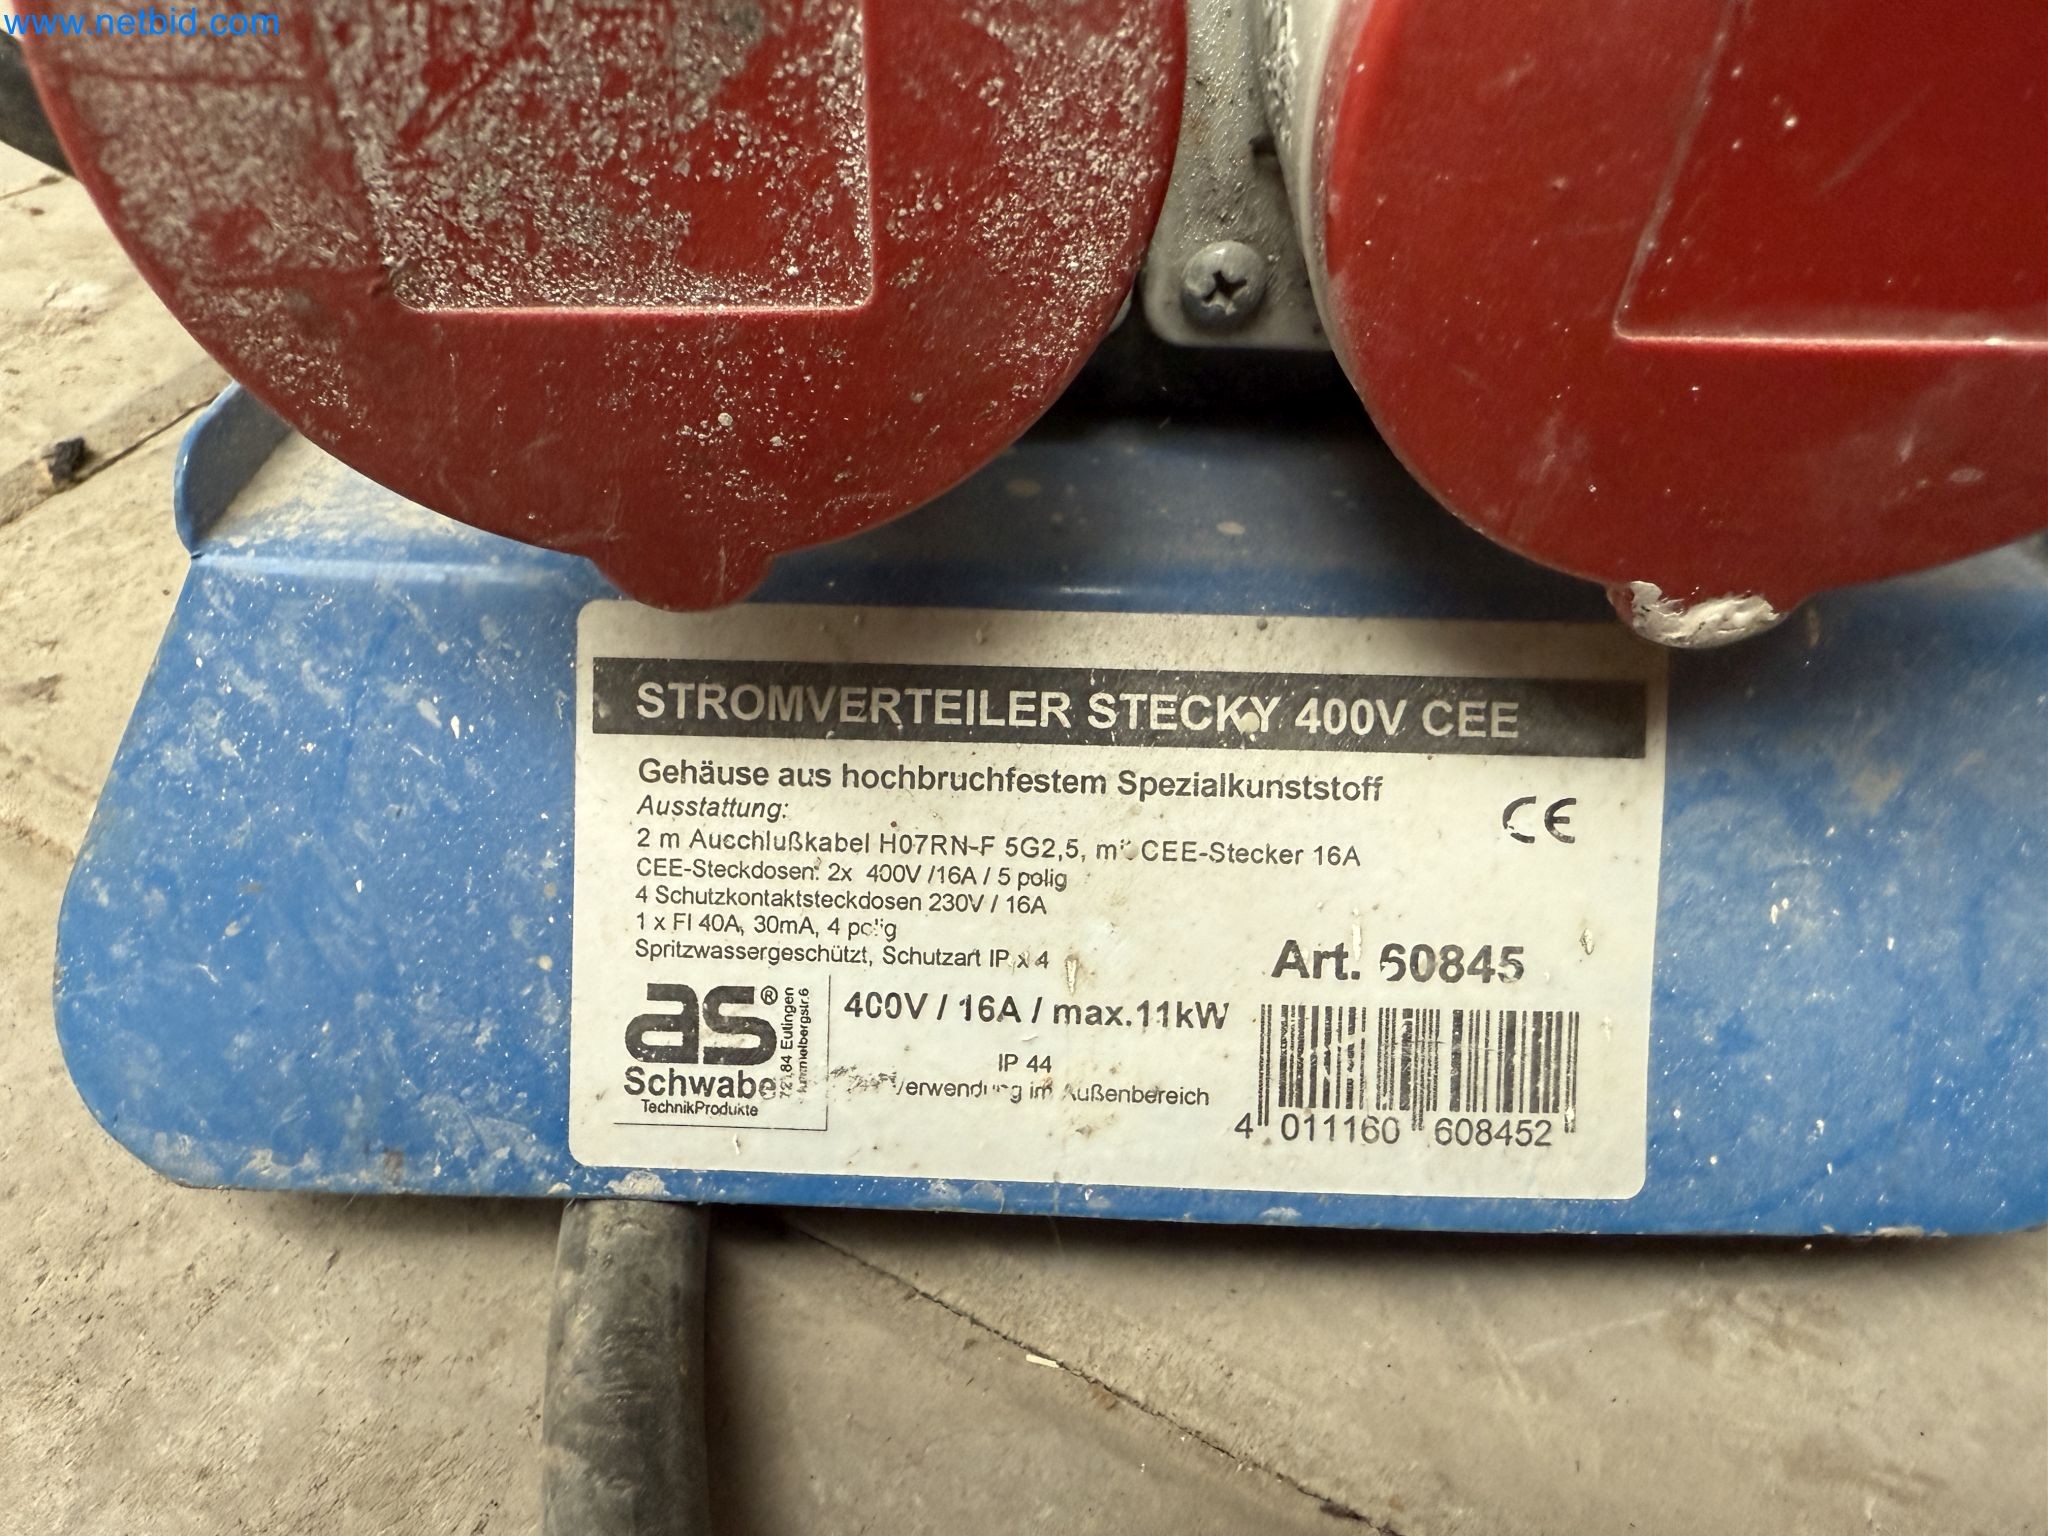 www.netbid.com
STROMVERTEILER STECKY 400V CEE
Gehäuse aus hochbruchfestem Spezialkunststoff
Ausstattung:
CE
2 m Auschlußkabel H07RN-F 5G2,5, mit CEE-Stecker 16A
CEE-Steckdosen: 2x 400V /16A / 5 polig
4 Schutzkontaktsteckdosen 230V / 16A
1 x FI 40A, 30mA, 4 polig
Spritzwassergeschützt, Schutzart IP x 4
Art. 60845
as®
Schwabe
TechnikProdukte
Eutingen
400V / 16A / max.11kW
IP 44
Verwendung im Außenbereich
4 011160 608452